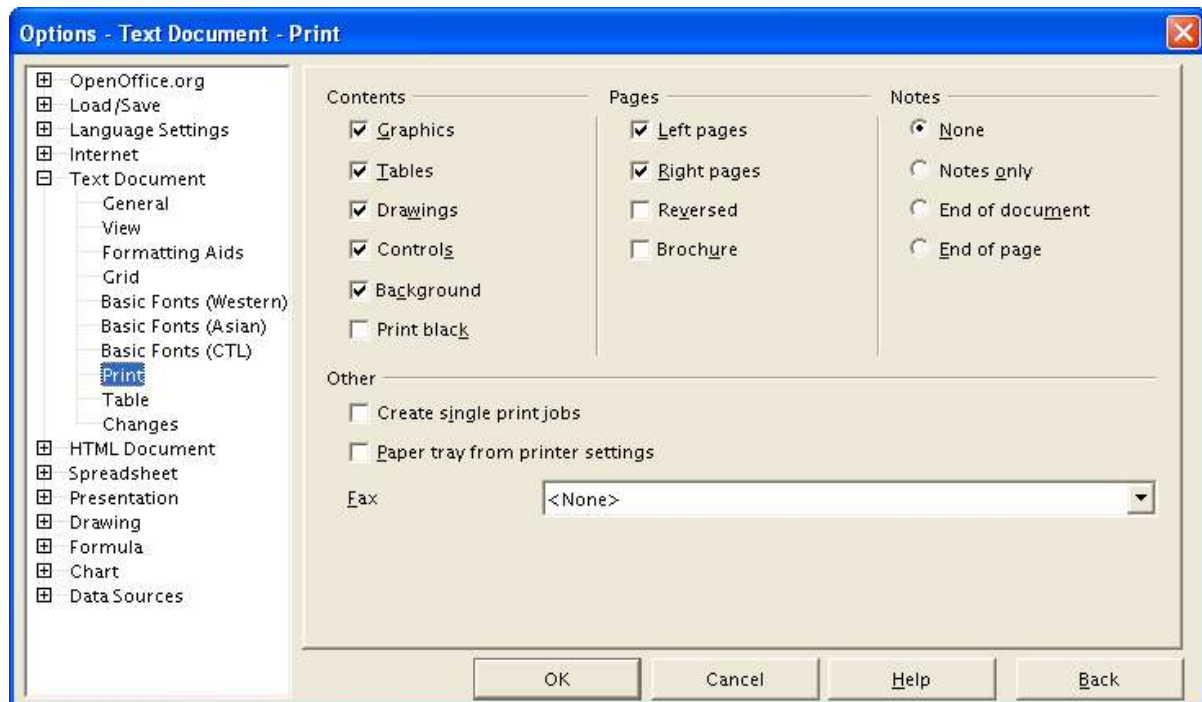 Options - Text Document - Print
OpenOffice.org
Load/Save
Language Settings
Internet
Text Document
General
View
Formatting Aids
Grid
Basic Fonts (Western)
Basic Fonts (Asian)
Basic Fonts (CTL)
Print
Table
Changes
HTML Document
Spreadsheet
Presentation
Drawing
Formula
Chart
Data Sources
Contents
Graphics
Tables
Drawings
Controls
Background
Print black
Pages
Left pages
Right pages
Reversed
Brochure
Notes
None
Notes only
End of document
End of page
Other
Create single print jobs
Paper tray from printer settings
Fax <None>
OK Cancel Help Back